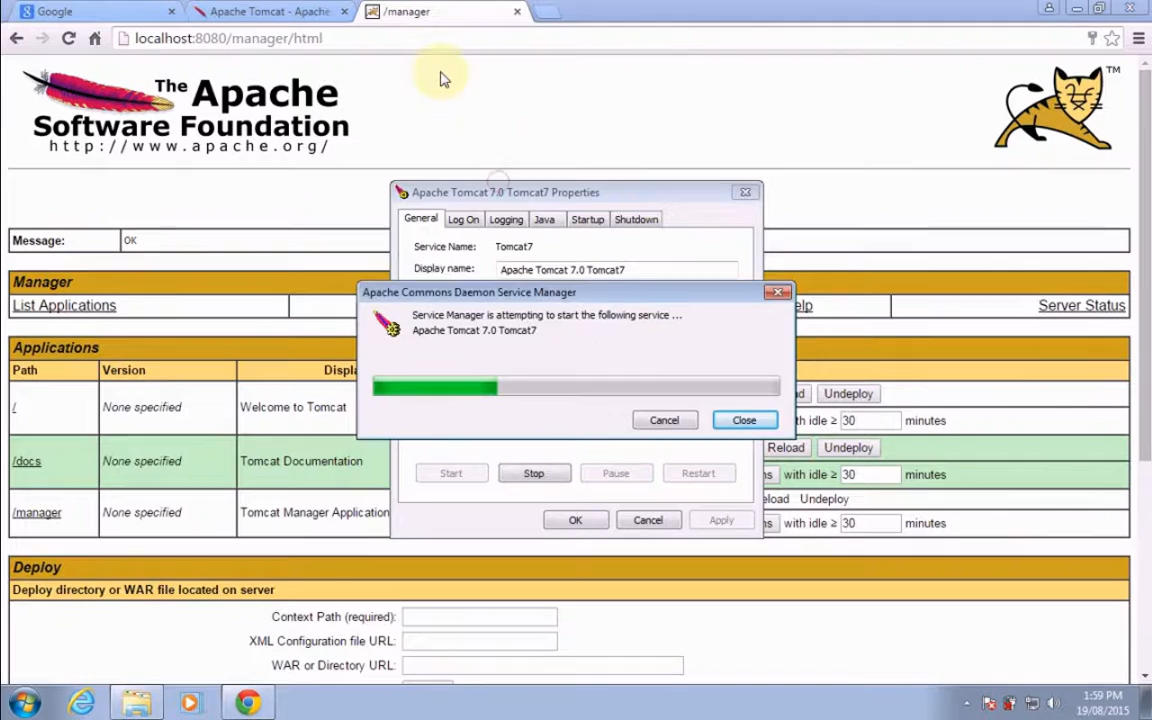 Google
Apache Tomcat - Apache
/manager
localhost:8080/manager/html
The Apache
Software Foundation
http://www.apache.org/
TM
Apache Tomcat 7.0 Tomcat7 Properties
General Log On Logging Java Startup Shutdown
Message: OK
Service Name: Tomcat7
Display name: Apache Tomcat 7.0 Tomcat7
Manager
List Applications
Server Status
Apache Commons Daemon Service Manager
Service Manager is attempting to start the following service ...
Apache Tomcat 7.0 Tomcat7
Cancel Close
Applications
Path Version
/ None specified Welcome to Tomcat
Undeploy
with idle ≥ 30 minutes
/docs None specified Tomcat Documentation
Reload Undeploy
with idle ≥ 30 minutes
/manager None specified Tomcat Manager Application
Undeploy
with idle ≥ 30 minutes
Start Stop Pause Restart
OK Cancel Apply
Deploy
Deploy directory or WAR file located on server
Context Path (required):
XML Configuration file URL:
WAR or Directory URL:
1:59 PM
19/08/2015